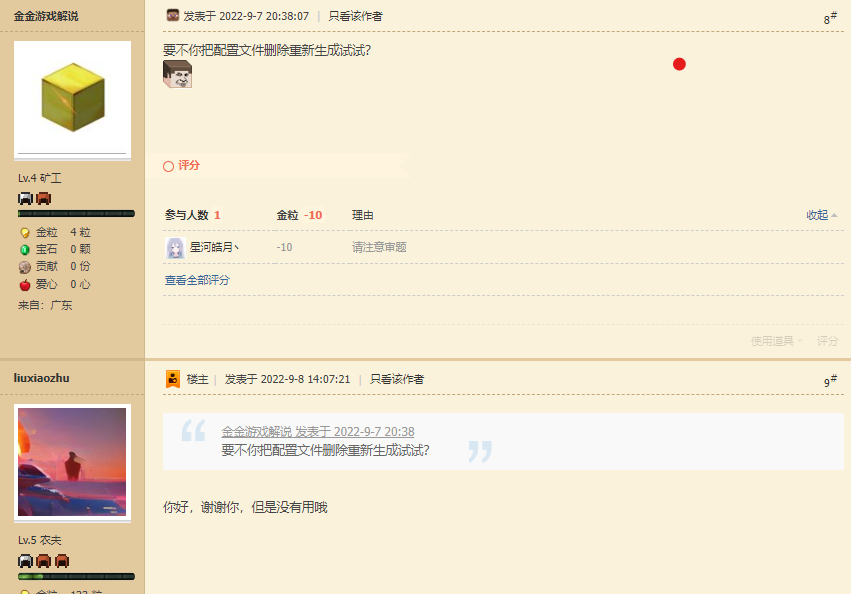 金金游戏解说
发表于 2022-9-7 20:38:07 | 只看该作者
8#
要不你把配置文件删除重新生成试试?
Lv.4 矿工
金粒 4 粒
宝石 0 颗
贡献 0 份
爱心 0 心
来自: 广东
评分
参与人数 1 金粒 -10 理由 收起
星河皓月丶 -10 请注意审题
查看全部评分
使用道具 评分
liuxiaozhu
楼主 | 发表于 2022-9-8 14:07:21 | 只看该作者
9#
金金游戏解说 发表于 2022-9-7 20:38
要不你把配置文件删除重新生成试试?
你好，谢谢你，但是没有用哦
Lv.5 农夫